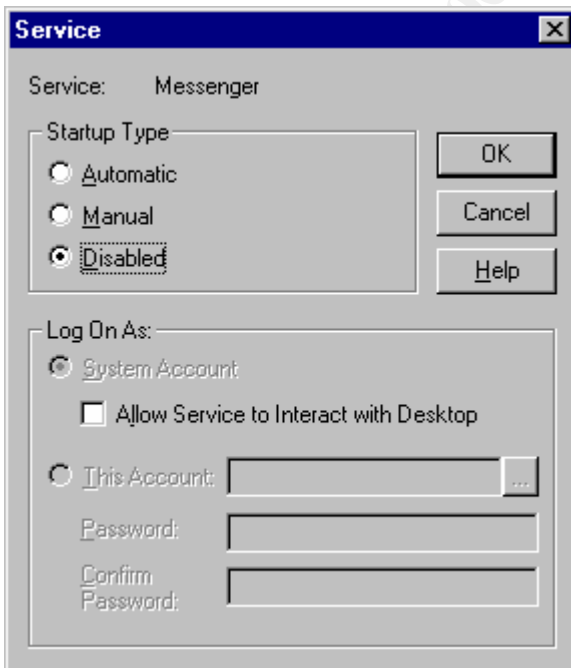 Service
Service: Messenger
Startup Type
Automatic
Manual
Disabled
OK
Cancel
Help
Log On As:
System Account
Allow Service to Interact with Desktop
This Account:
...
Password:
Confirm
Password: